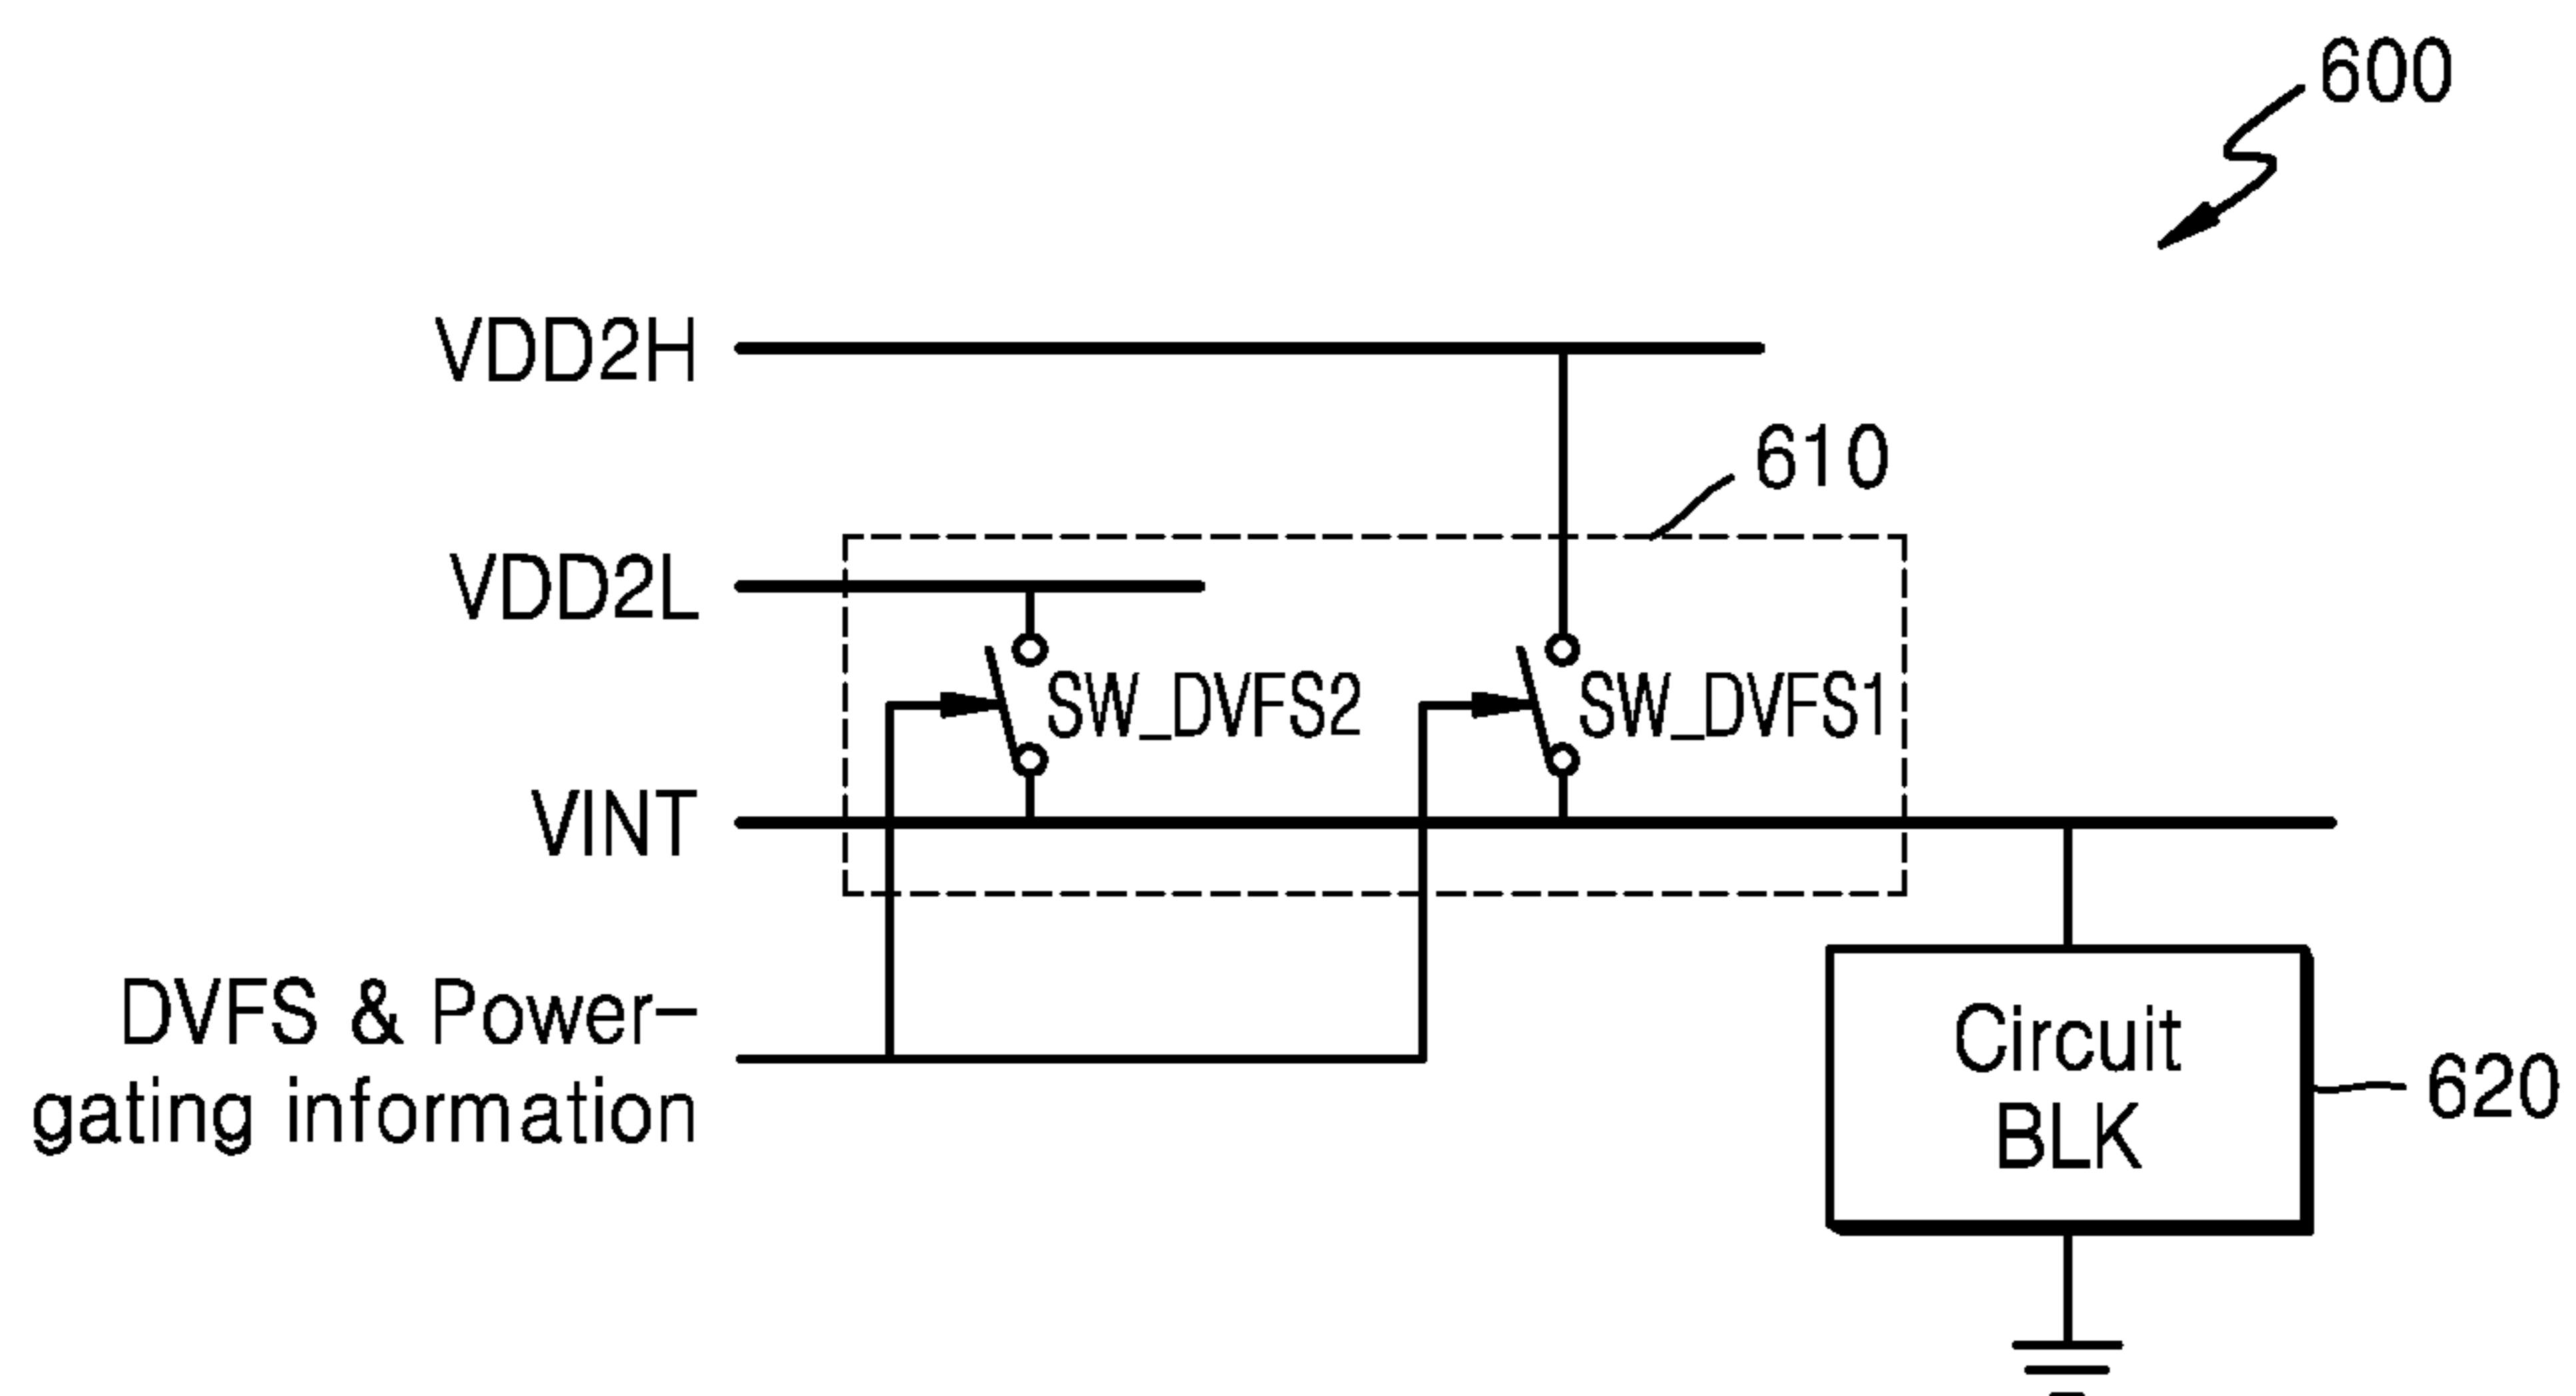 600
VDD2H
610
VDD2L
SW_DVFS2
SW_DVFS1
VINT
DVFS & Power-
gating information
Circuit
BLK
620